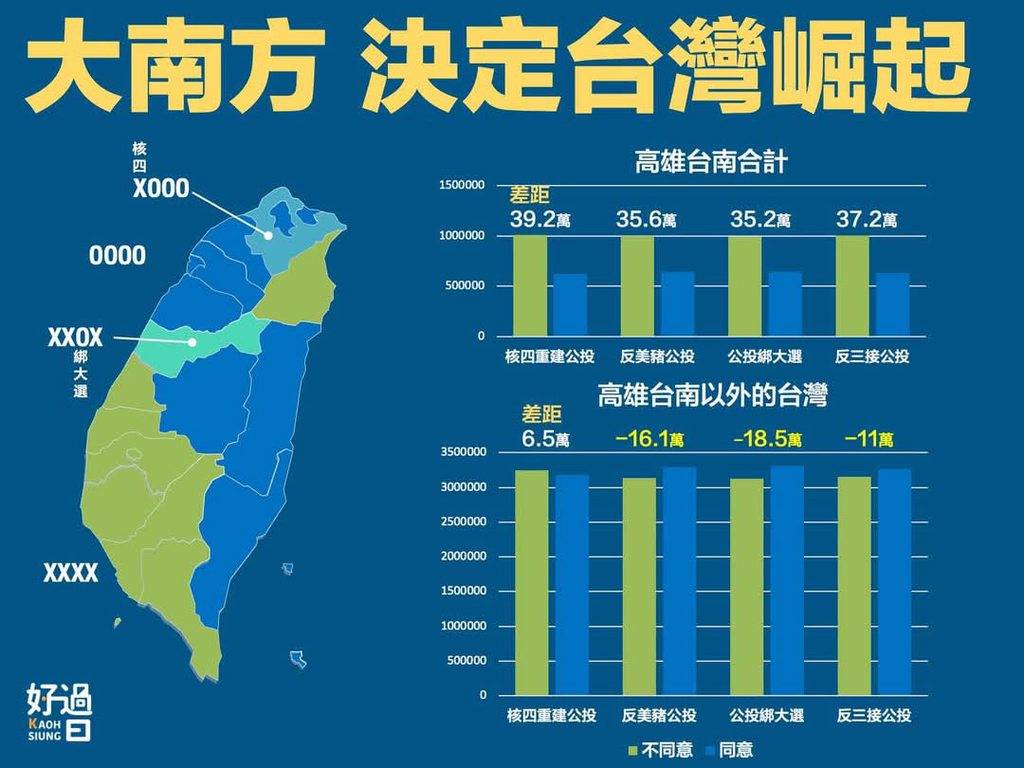 大南方 決定台灣崛起
核四
X000
0000
XX0X
綁大選
XXXX
好過日
KAOHSIUNG
高雄台南合計
差距
39.2萬 35.6萬 35.2萬 37.2萬
1500000
1000000
500000
0
核四重建公投 反美豬公投 公投綁大選 反三接公投
高雄台南以外的台灣
差距
6.5萬 -16.1萬 -18.5萬 -11萬
3500000
3000000
2500000
2000000
1500000
1000000
500000
0
核四重建公投 反美豬公投 公投綁大選 反三接公投
不同意 同意